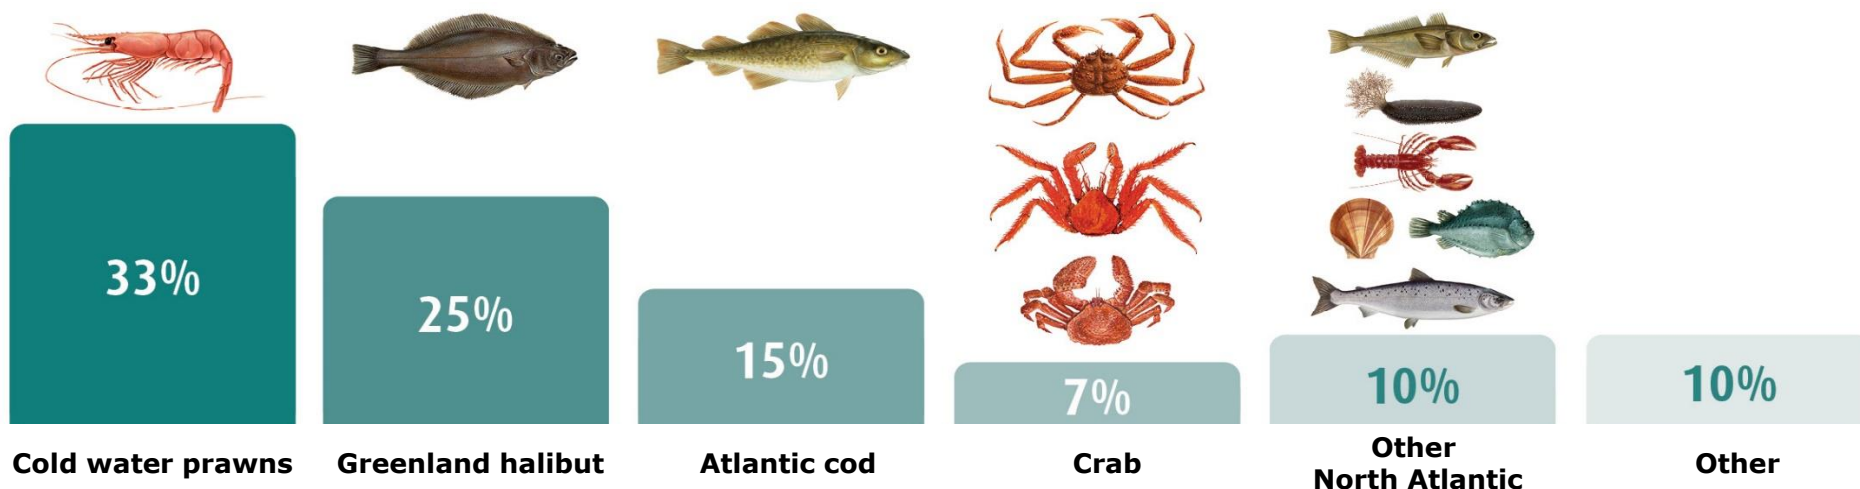 33%
25%
15%
7%
10%
10%
Cold water prawns
Greenland halibut
Atlantic cod
Crab
Other
North Atlantic
Other